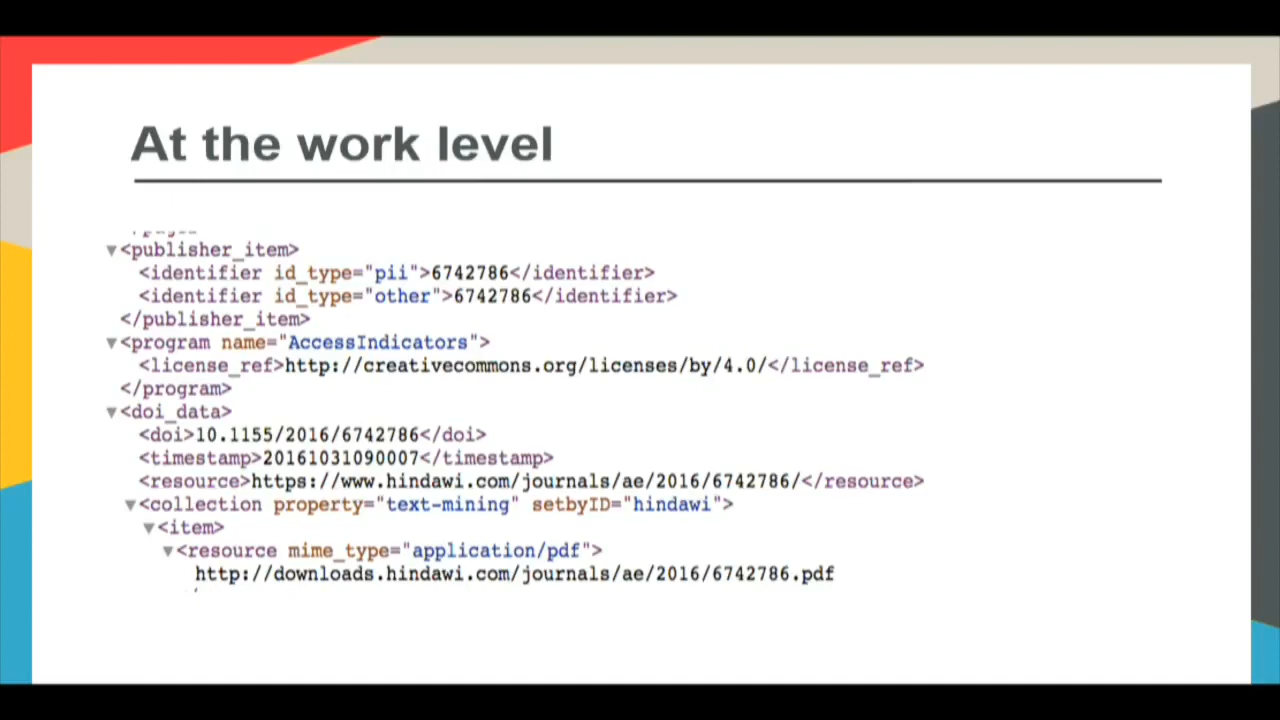 At the work level
▼<publisher_item>
<identifier id_type="pii">6742786</identifier>
<identifier id_type="other">6742786</identifier>
</publisher_item>
▼<program name="AccessIndicators">
<license_ref>http://creativecommons.org/licenses/by/4.0/</license_ref>
</program>
▼<doi_data>
<doi>10.1155/2016/6742786</doi>
<timestamp>20161031090007</timestamp>
<resource>https://www.hindawi.com/journals/ae/2016/6742786/</resource>
▼<collection property="text-mining" setbyID="hindawi">
▼<item>
▼<resource mime_type="application/pdf">
http://downloads.hindawi.com/journals/ae/2016/6742786.pdf